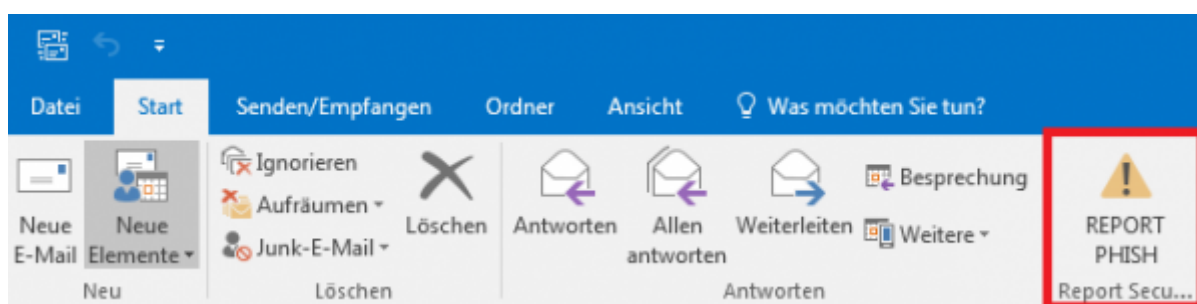 Datei Start Senden/Empfangen Ordner Ansicht Was möchten Sie tun?
Neue E-Mail
Neue Elemente
Ignorieren
Aufräumen
Junk-E-Mail
Löschen
Antworten
Allen antworten
Weiterleiten
Besprechung
Weitere
REPORT
PHISH
Neu Löschen Antworten Report Secu...